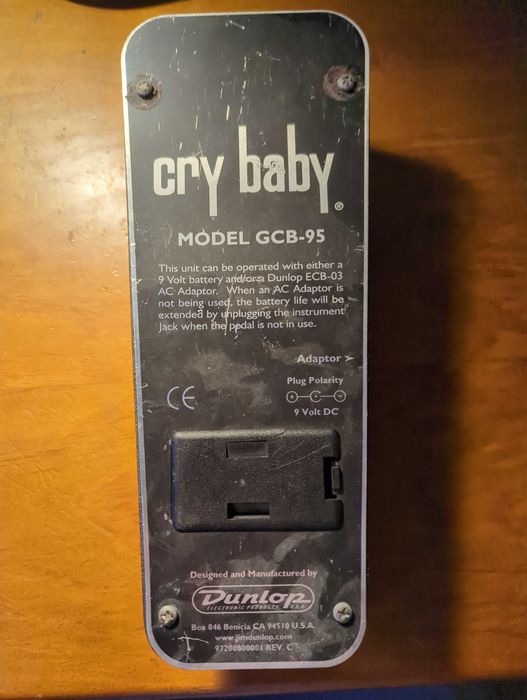 cry baby®
MODEL GCB-95
This unit can be operated with either a
9 Volt battery and/or a Dunlop ECB-03
AC Adaptor. When an AC Adaptor is
not being used, the battery life will be
extended by unplugging the instrument
Jack when the pedal is not in use.
Adaptor ➤
Plug Polarity
+ - −
9 Volt DC
CE
Designed and Manufactured by
Dunlop
ELECTRONIC PRODUCTS U.S.A.
Box 846 Benicia CA 94510 U.S.A.
www.jimdunlop.com
97200800001 REV. C